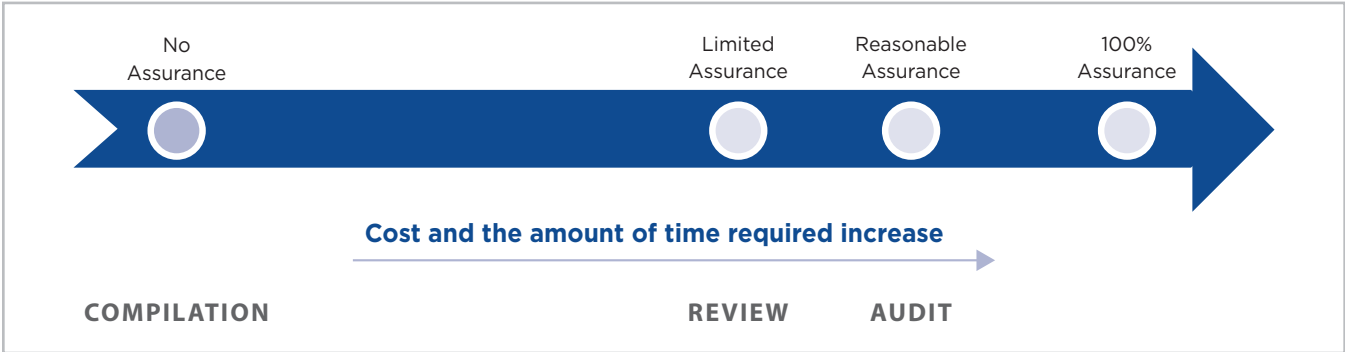 No
Assurance
Limited
Assurance
Reasonable
Assurance
100%
Assurance
Cost and the amount of time required increase
COMPILATION
REVIEW
AUDIT